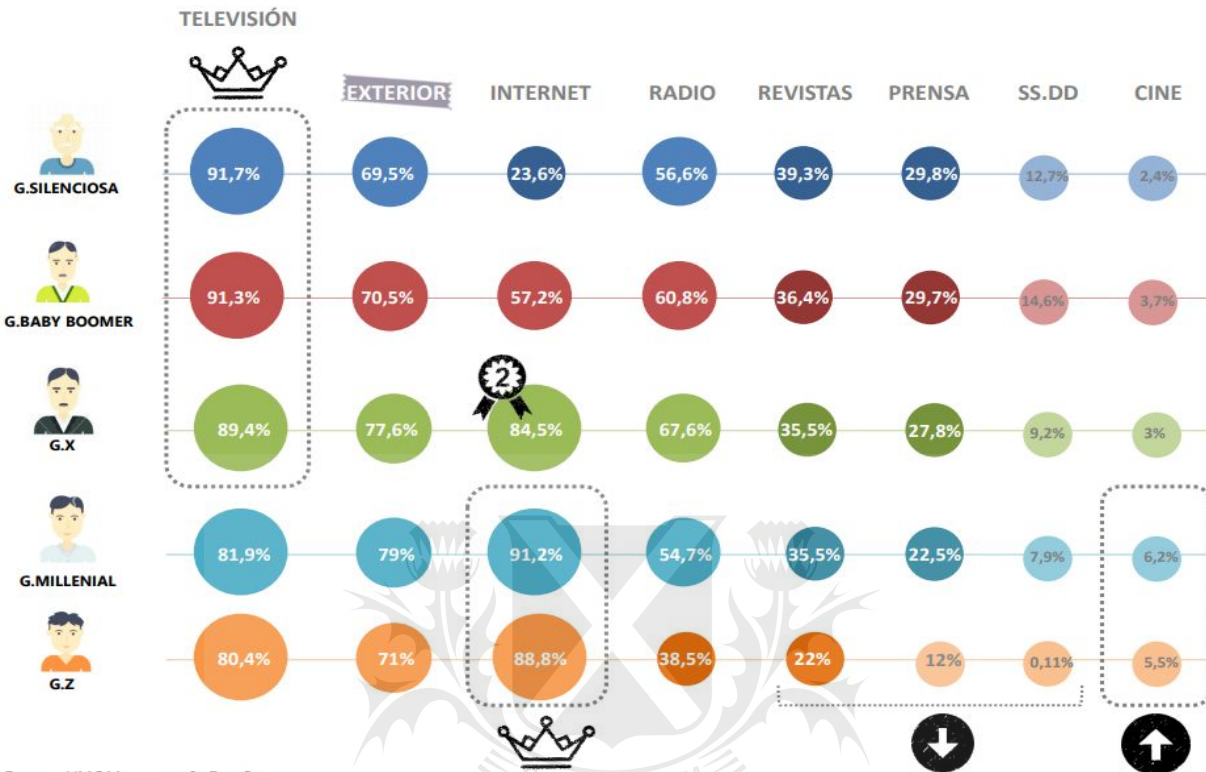 TELEVISIÓN
EXTERIOR INTERNET RADIO REVISTAS PRENSA SS.DD CINE
G.SILENCIOSA 91,7% 69,5% 23,6% 56,6% 39,3% 29,8% 12,7% 2,4%
G.BABY BOOMER 91,3% 70,5% 57,2% 60,8% 36,4% 29,7% 14,6% 3,7%
2
G.X 89,4% 77,6% 84,5% 67,6% 35,5% 27,8% 9,2% 3%
G.MILLENIAL 81,9% 79% 91,2% 54,7% 35,5% 22,5% 7,9% 6,2%
G.Z 80,4% 71% 88,8% 38,5% 22% 12% 0,11% 5,5%